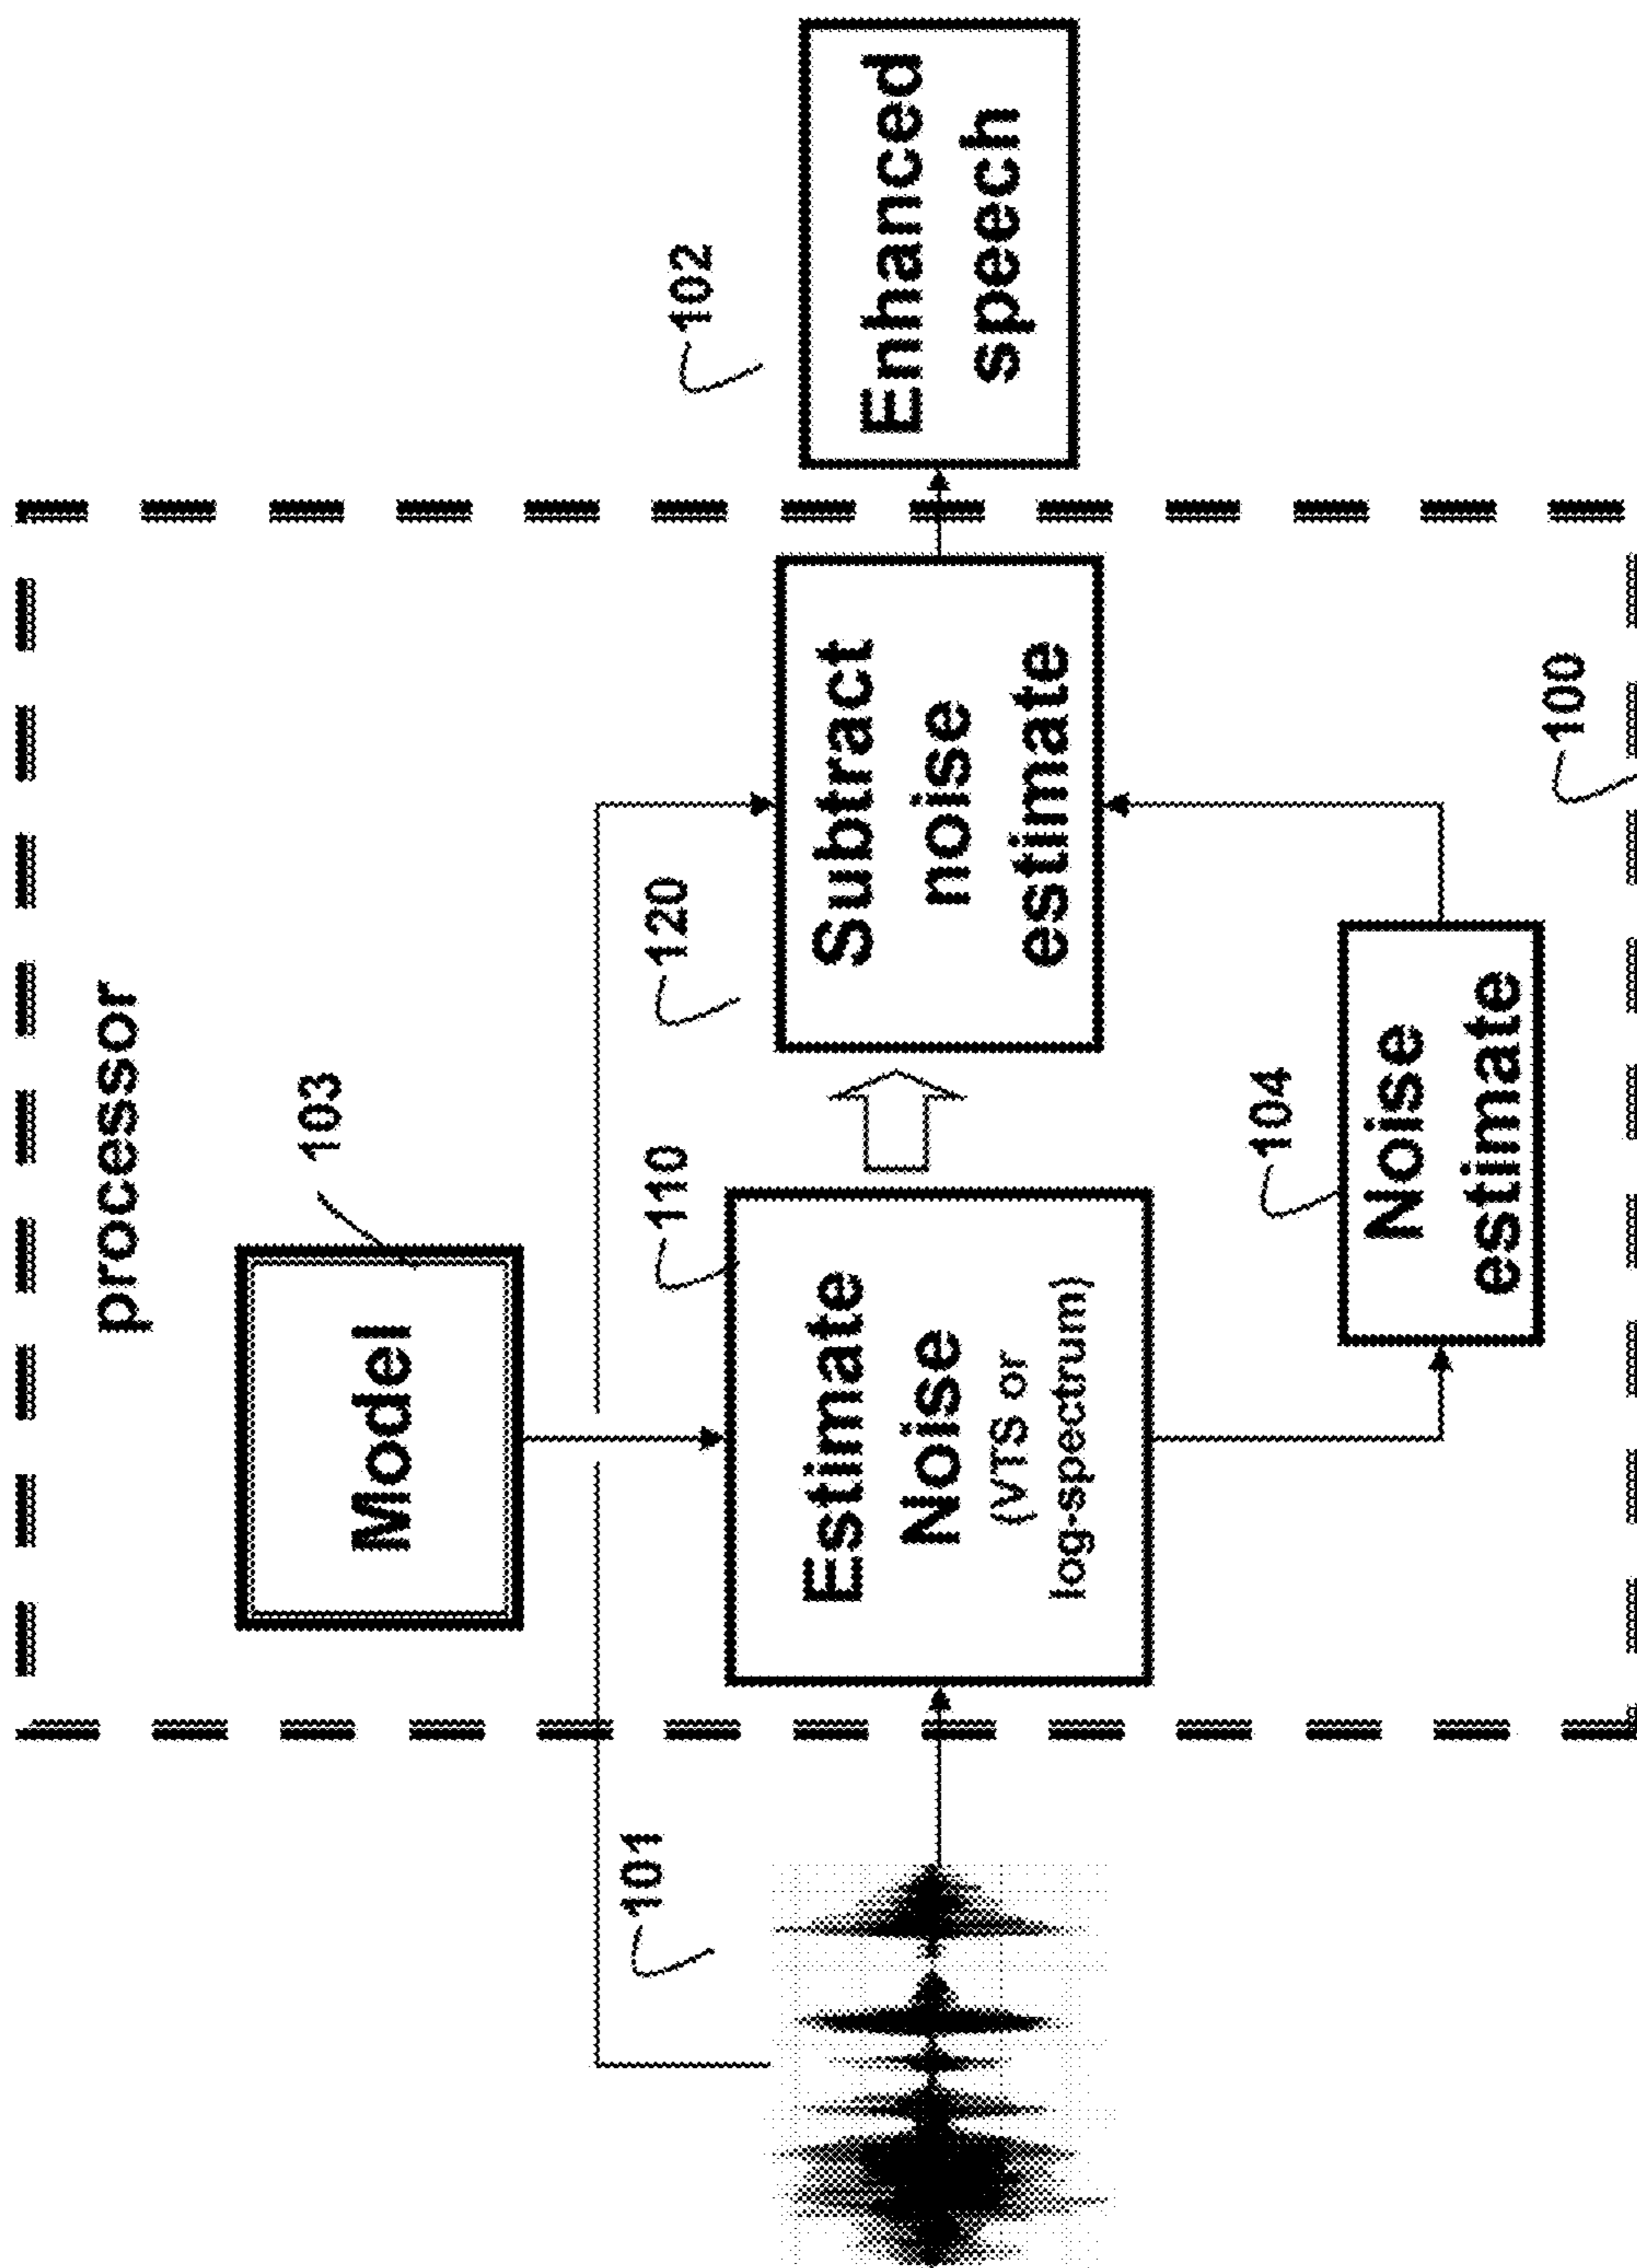 processor
103
Model
101
110
Estimate
Noise
(VTS or
log-spectrum)
120
Subtract
noise
estimate
102
Enhanced
speech
104
Noise
estimate
100